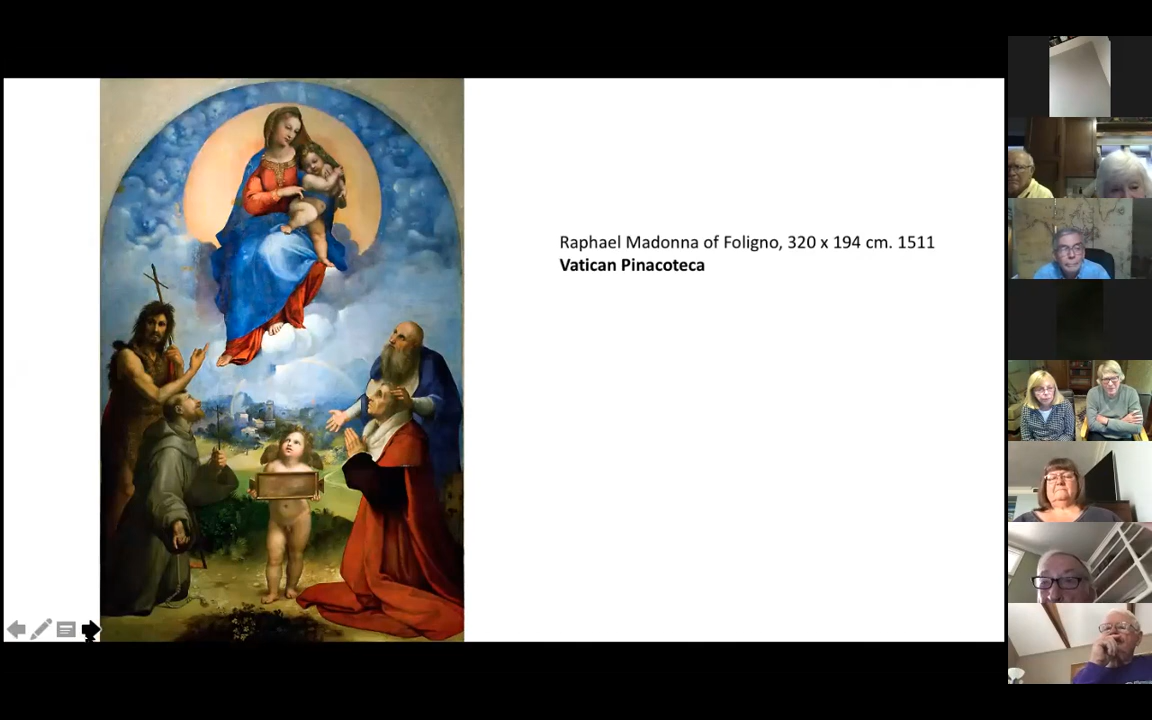 Raphael Madonna of Foligno, 320 x 194 cm. 1511
Vatican Pinacoteca